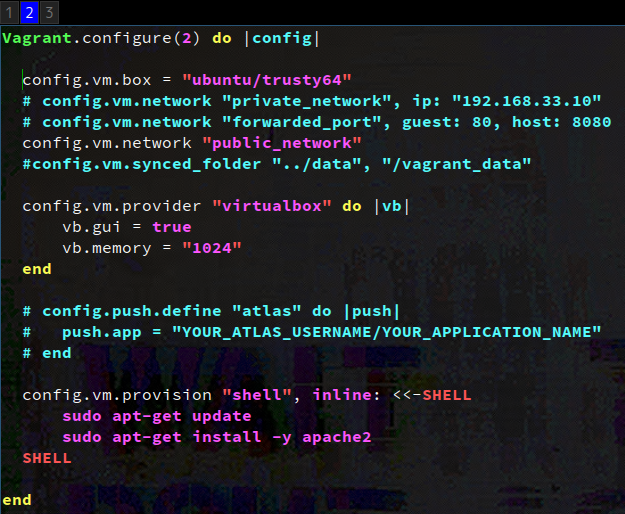 1 2 3
Vagrant.configure(2) do |config|
config.vm.box = "ubuntu/trusty64"
# config.vm.network "private_network", ip: "192.168.33.10"
# config.vm.network "forwarded_port", guest: 80, host: 8080
config.vm.network "public_network"
#config.vm.synced_folder "../data", "/vagrant_data"
config.vm.provider "virtualbox" do |vb|
vb.gui = true
vb.memory = "1024"
end
# config.push.define "atlas" do |push|
#   push.app = "YOUR_ATLAS_USERNAME/YOUR_APPLICATION_NAME"
# end
config.vm.provision "shell", inline: <<-SHELL
sudo apt-get update
sudo apt-get install -y apache2
SHELL
end